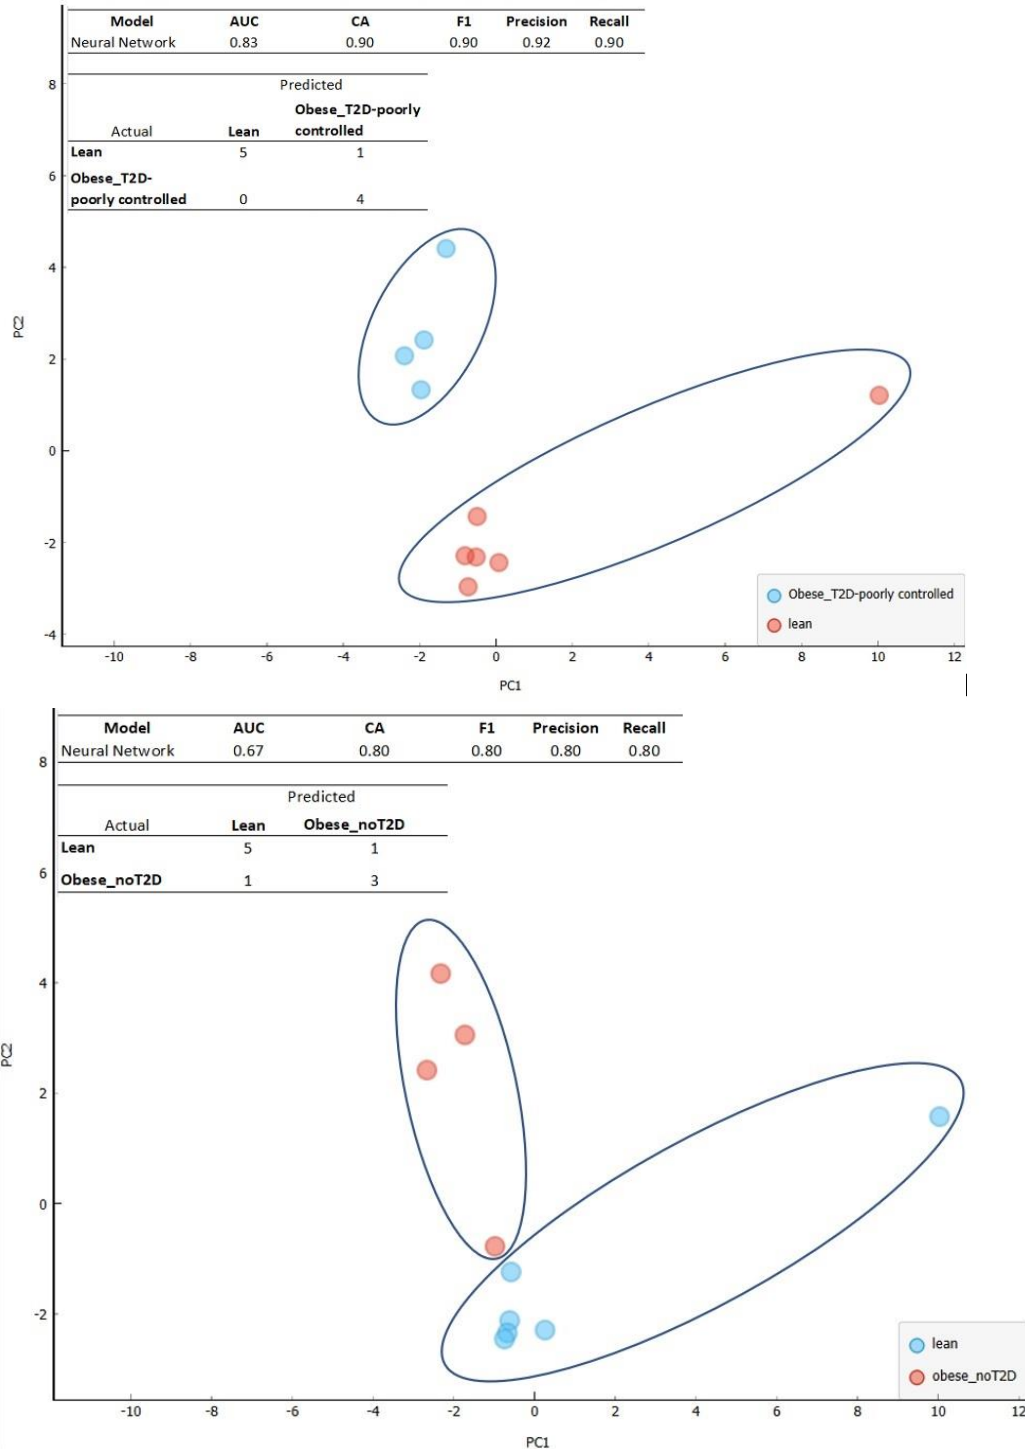 Model AUC CA F1 Precision Recall
Neural Network 0.83 0.90 0.90 0.92 0.90
Predicted
Obese_T2D-poorly
Actual Lean controlled
Lean 5 1
Obese_T2D-
poorly controlled 0 4
8
6
4
2
0
-2
-4
PC2
Obese_T2D-poorly controlled
lean
-10 -8 -6 -4 -2 0 2 4 6 8 10 12
PC1
Model AUC CA F1 Precision Recall
Neural Network 0.67 0.80 0.80 0.80 0.80
Predicted
Actual Lean Obese_noT2D
Lean 5 1
Obese_noT2D 1 3
8
6
4
2
0
-2
PC2
lean
obese_noT2D
-10 -8 -6 -4 -2 0 2 4 6 8 10 12
PC1